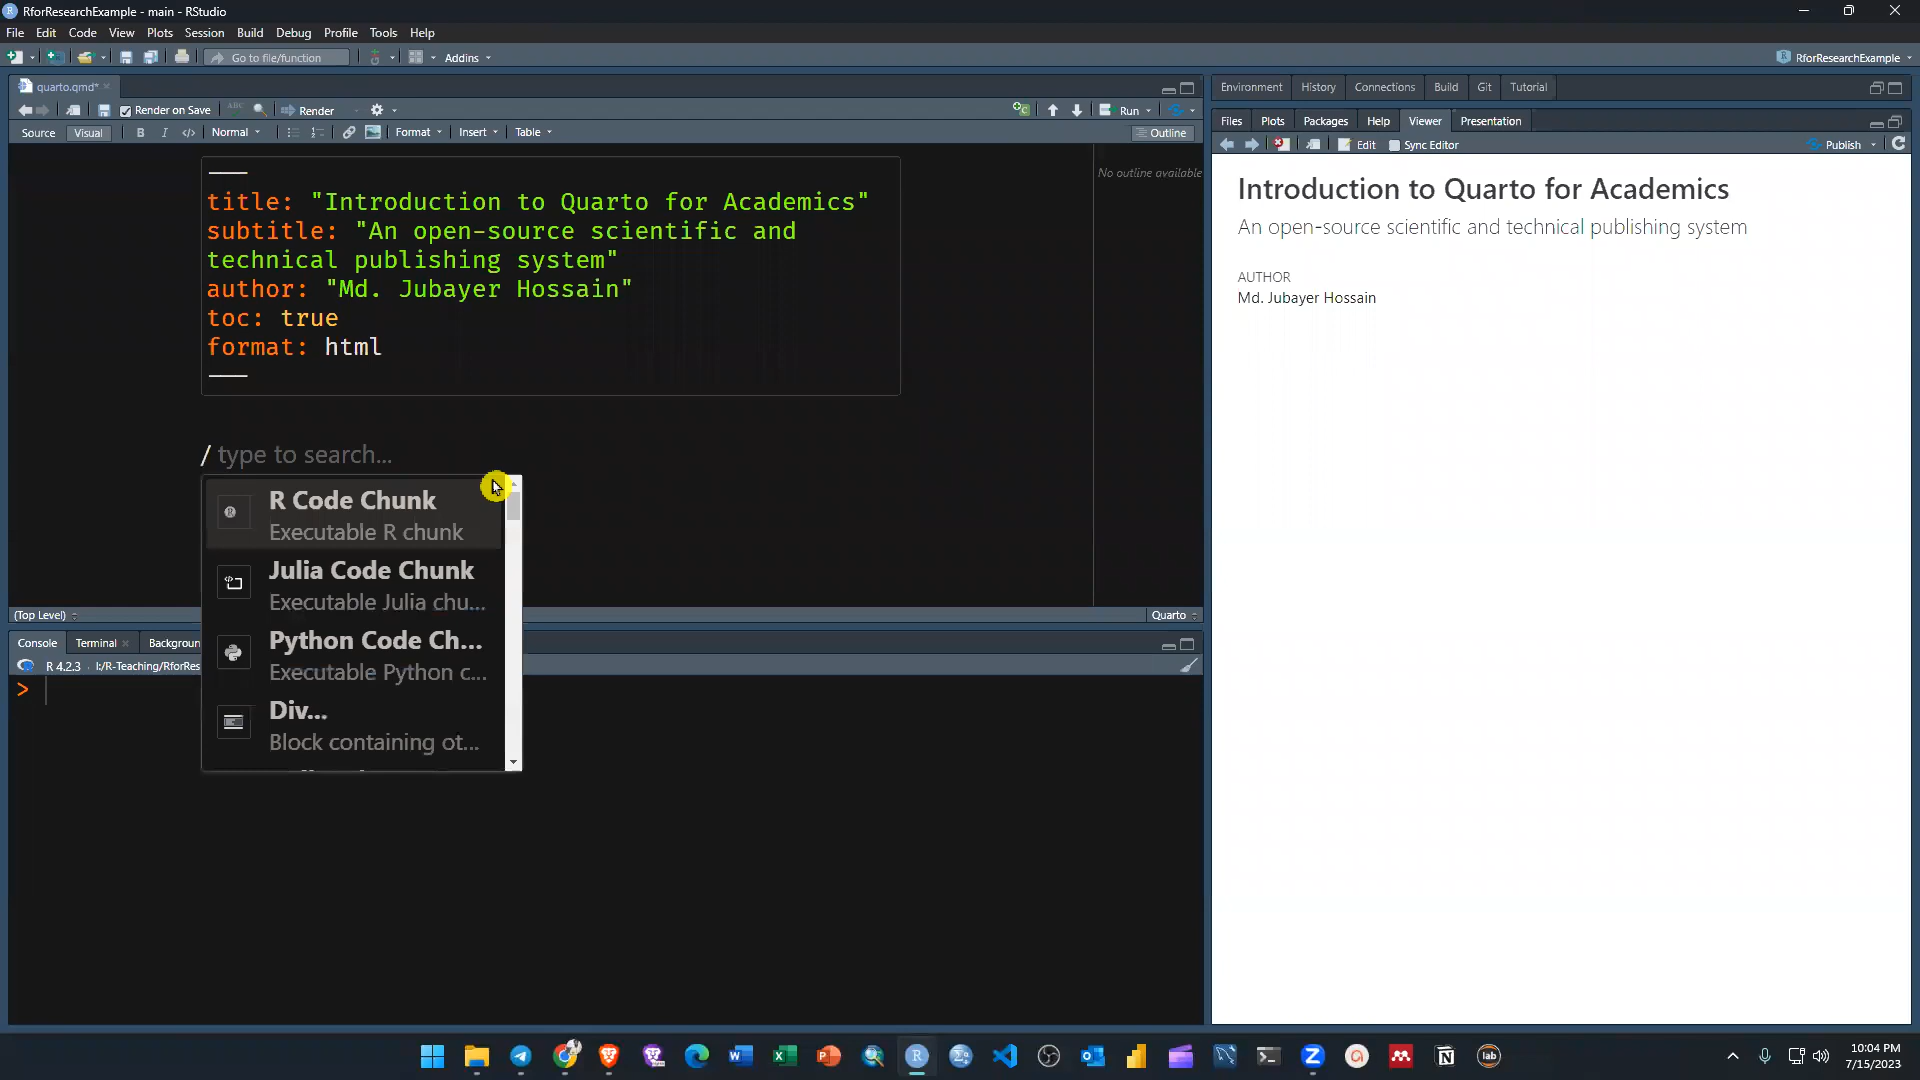 RforResearchExample - main - RStudio
File Edit Code View Plots Session Build Debug Profile Tools Help
Go to file/function Addins RforResearchExample
quarto.qmd*
Render on Save ABC Render Run
Source Visual B I </> Normal Format Insert Table Outline
title: "Introduction to Quarto for Academics"
subtitle: "An open-source scientific and
technical publishing system"
author: "Md. Jubayer Hossain"
toc: true
format: html
No outline available
/ type to search...
R Code Chunk
Executable R chunk
Julia Code Chunk
Executable Julia chu...
Python Code Ch...
Executable Python c...
Div...
Block containing ot...
(Top Level) Quarto
Console Terminal Backgroun
R 4.2.3 · I:/R-Teaching/RforRes
>
Environment History Connections Build Git Tutorial
Files Plots Packages Help Viewer Presentation
Edit Sync Editor Publish
Introduction to Quarto for Academics
An open-source scientific and technical publishing system
AUTHOR
Md. Jubayer Hossain
lab
10:04 PM
7/15/2023